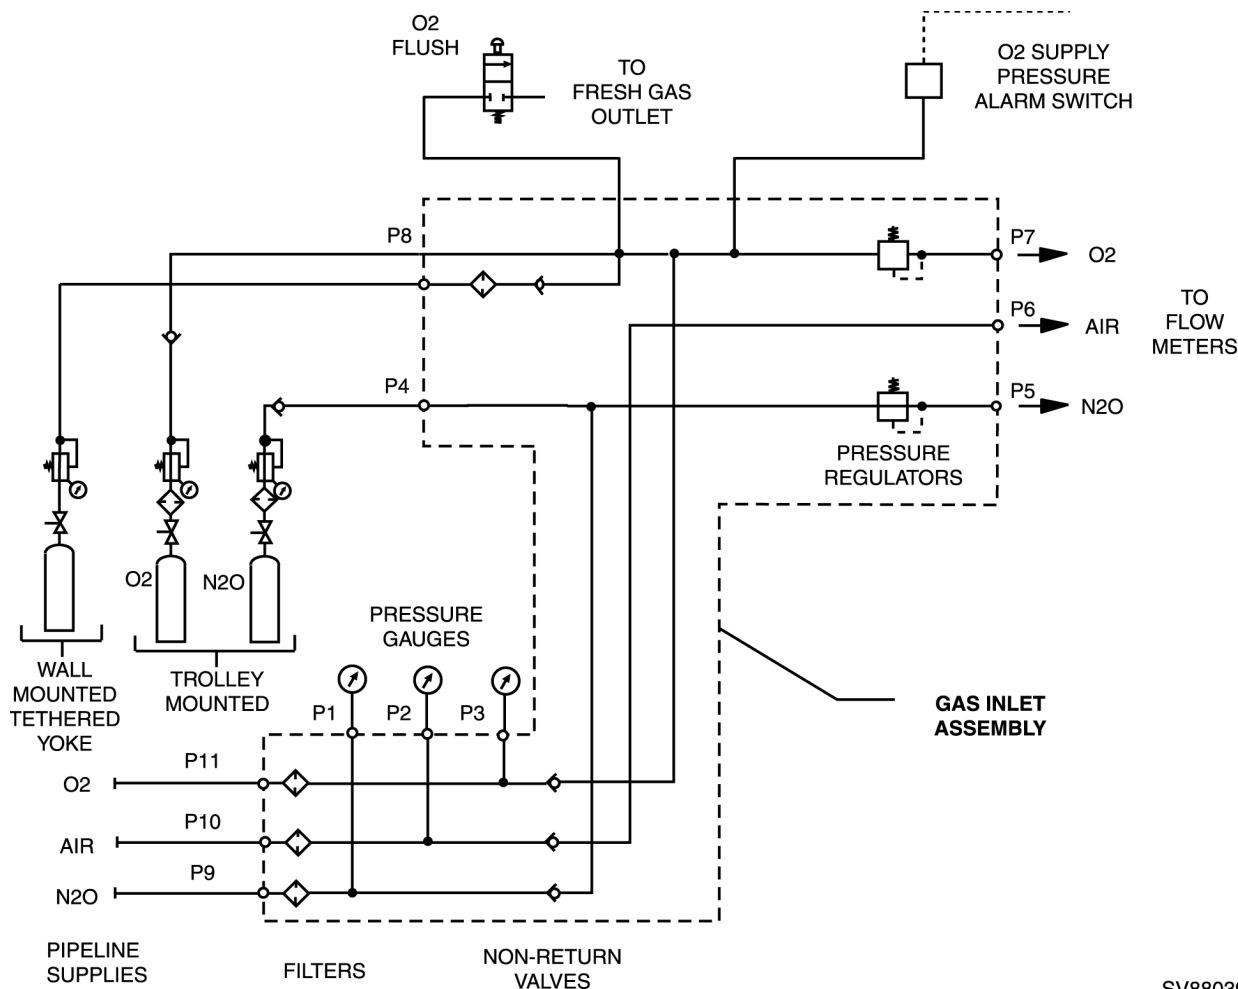 O2
FLUSH
TO
FRESH GAS
OUTLET
O2 SUPPLY
PRESSURE
ALARM SWITCH
P8
P7
O2
P6
AIR
TO
FLOW
METERS
P4
P5
N2O
PRESSURE
REGULATORS
O2
N2O
PRESSURE
GAUGES
WALL
MOUNTED
TETHERED
YOKE
TROLLEY
MOUNTED
P1
P2
P3
GAS INLET
ASSEMBLY
P11
O2
P10
AIR
P9
N2O
PIPELINE
SUPPLIES
FILTERS
NON-RETURN
VALVES